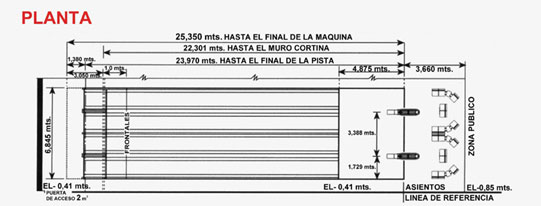 PLANTA
25,350 mts. HASTA EL FINAL DE LA MAQUINA
22,301 mts. HASTA EL MURO CORTINA
1,380 mts. 23,970 mts. HASTA EL FINAL DE LA PISTA 4,875 mts. 3,660 mts.
3,050 mts. 1,0 mts.
6,845 mts.
FRONTALES
3,388 mts.
1,729 mts.
ZONA PUBLICO
EL- 0,41 mts. EL- 0,41 mts. ASIENTOS EL-0,85 mts.
PUERTA
DE ACCESO 2 m² LINEA DE REFERENCIA